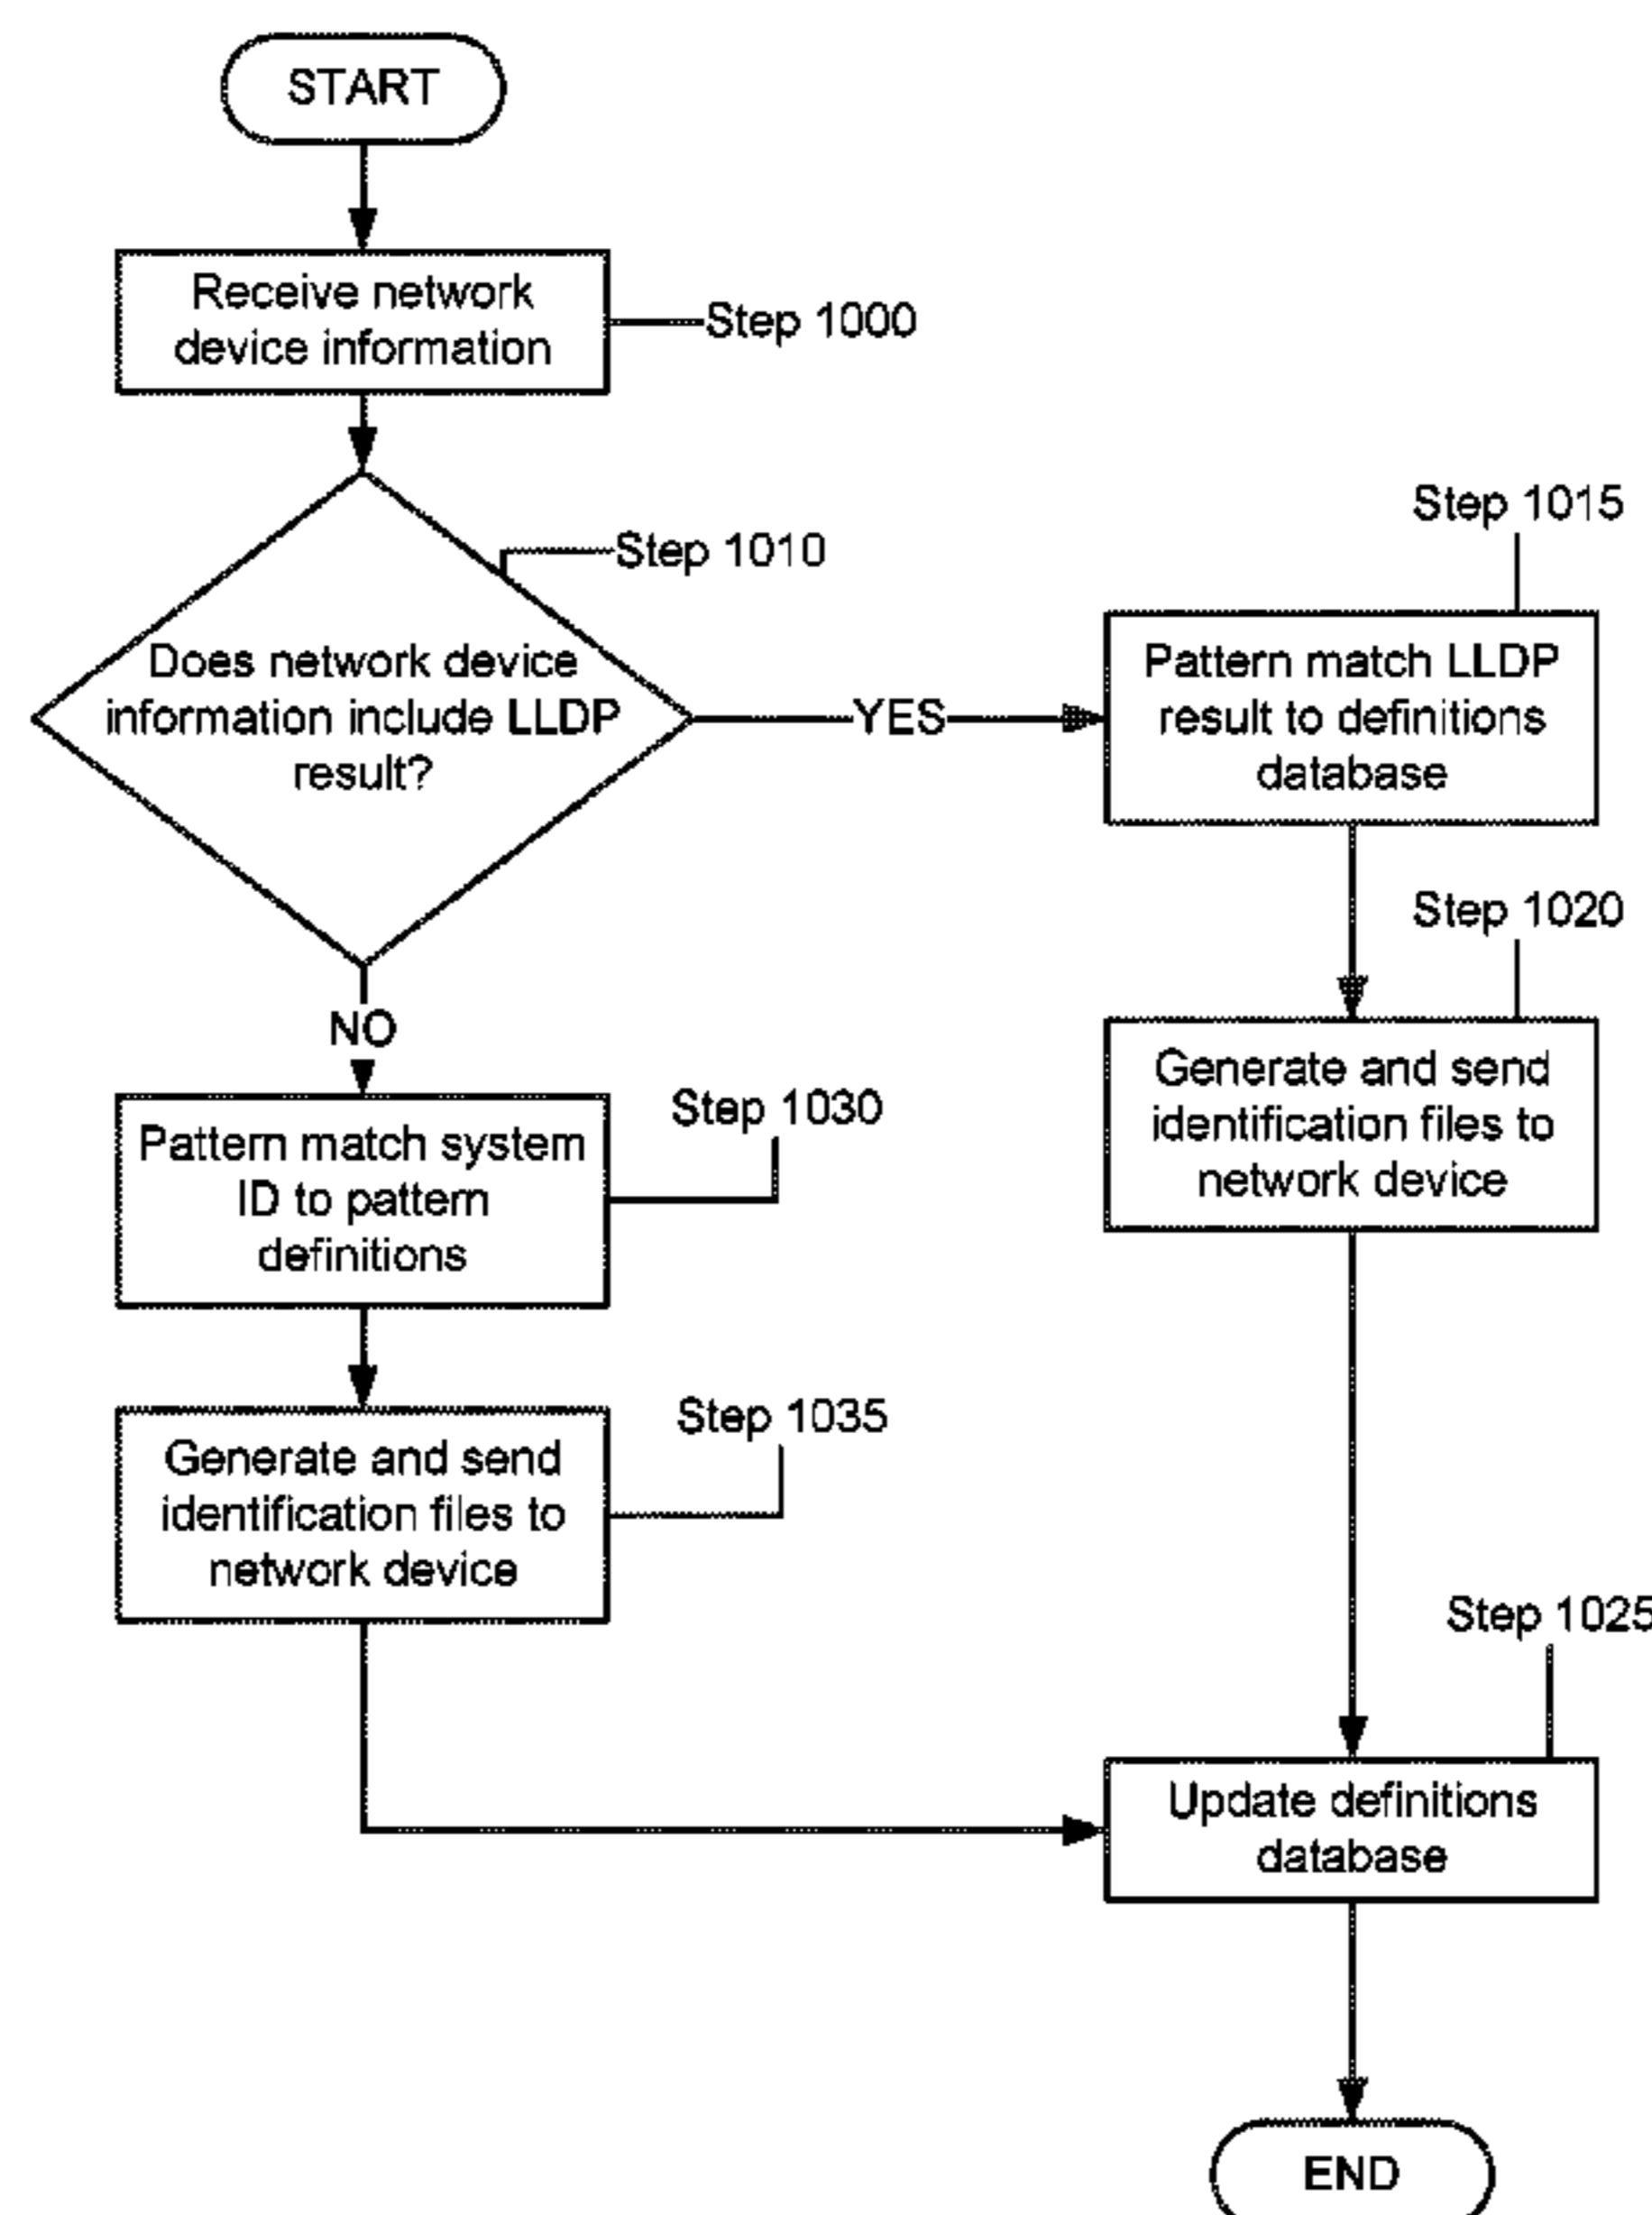 START
Receive network
device information
Step 1000
Step 1010
Does network device
information include LLDP
result?
YES
Step 1015
Pattern match LLDP
result to definitions
database
Step 1020
Generate and send
identification files to
network device
NO
Step 1030
Pattern match system
ID to pattern
definitions
Step 1035
Generate and send
identification files to
network device
Step 1025
Update definitions
database
END